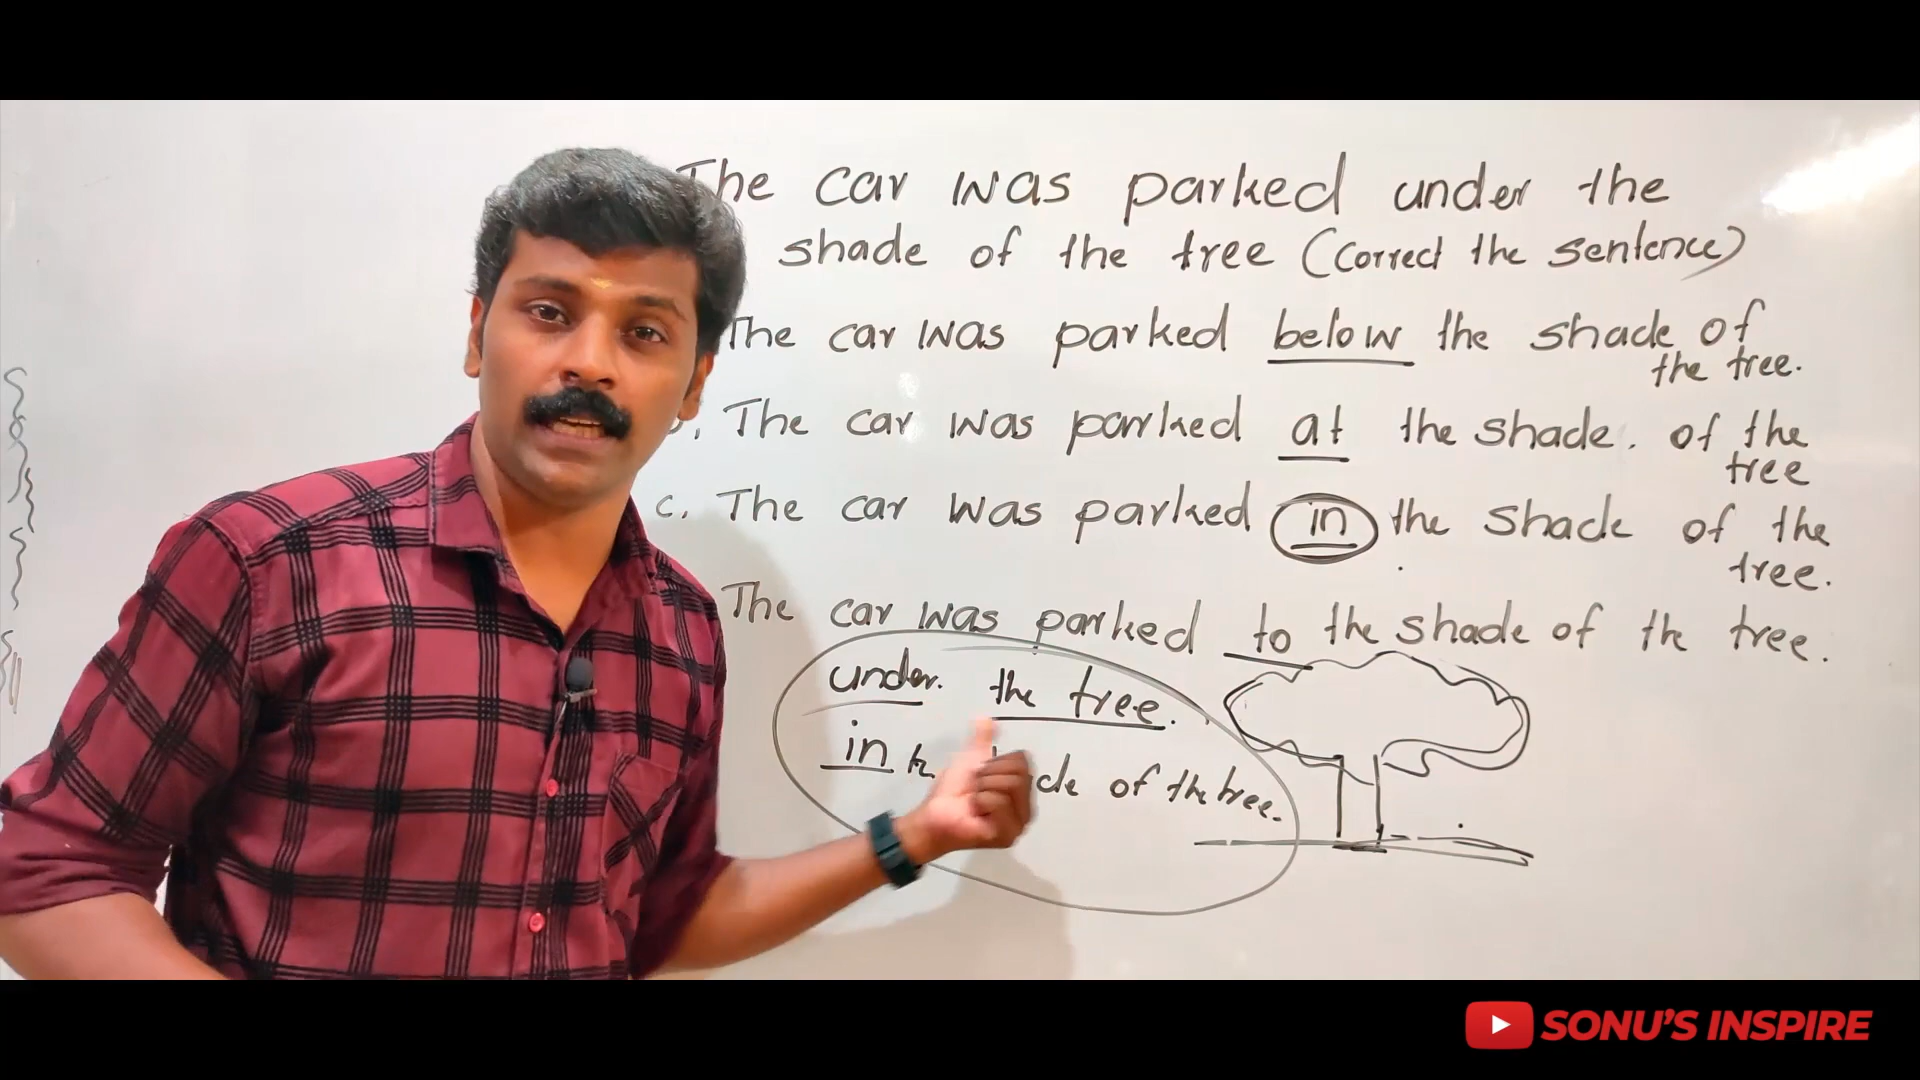 The car was parked under the
shade of the tree (Correct the sentence)
The car was parked below the shade of
the tree.
The car was parked at the shade. of the
tree
c. The car was parked in the shade of the
tree.
The car was parked to the shade of the tree.
under. the tree.
in of the tree.
SONU'S INSPIRE